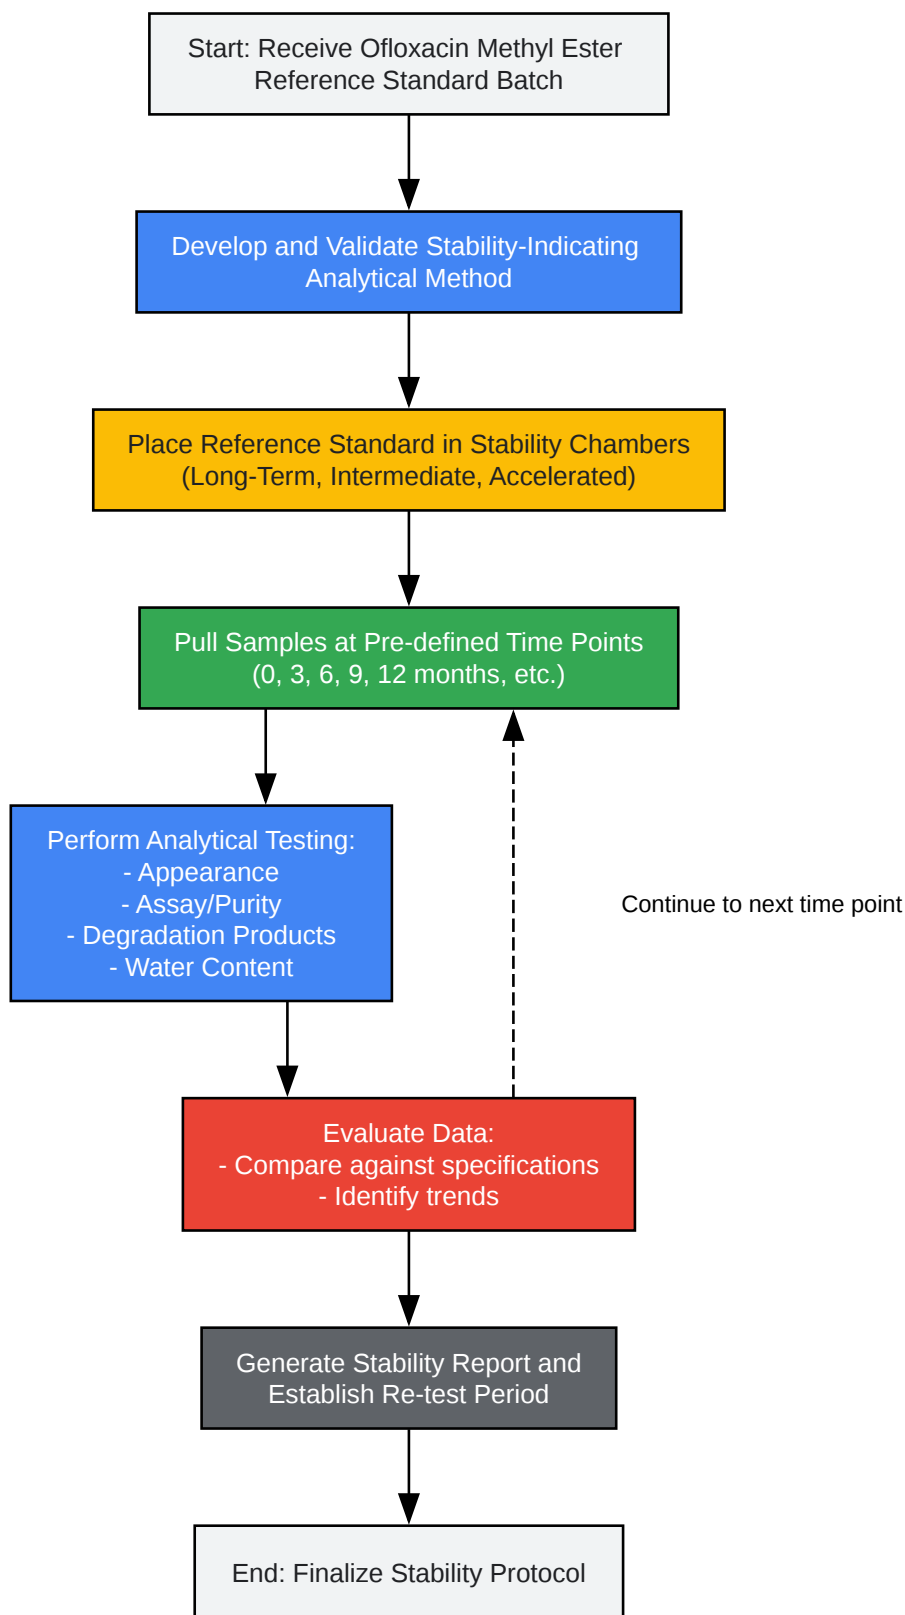 Start: Receive Ofloxacin Methyl Ester
Reference Standard Batch
Develop and Validate Stability-Indicating
Analytical Method
Place Reference Standard in Stability Chambers
(Long-Term, Intermediate, Accelerated)
Pull Samples at Pre-defined Time Points
(0, 3, 6, 9, 12 months, etc.)
Perform Analytical Testing:
- Appearance
- Assay/Purity
- Degradation Products
- Water Content
Continue to next time point
Evaluate Data:
- Compare against specifications
- Identify trends
Generate Stability Report and
Establish Re-test Period
End: Finalize Stability Protocol